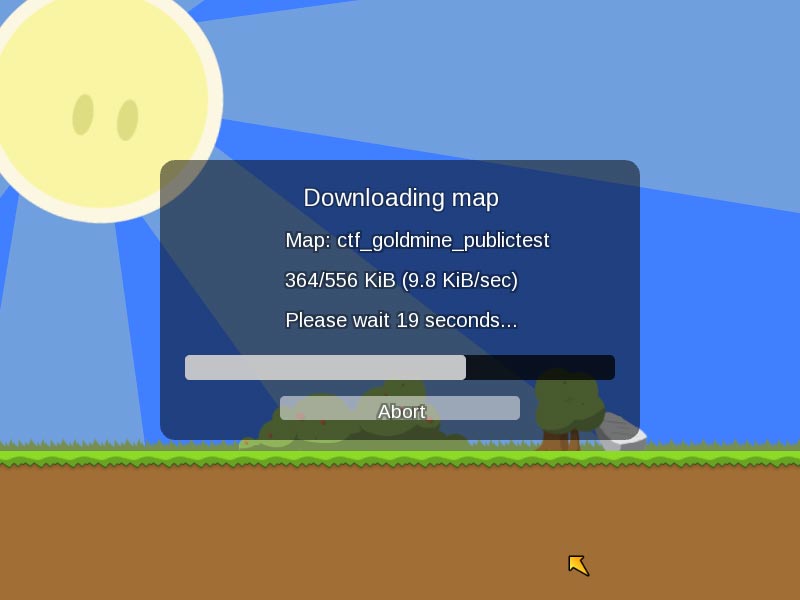 Downloading map
Map: ctf_goldmine_publictest
364/556 KiB (9.8 KiB/sec)
Please wait 19 seconds...
Abort